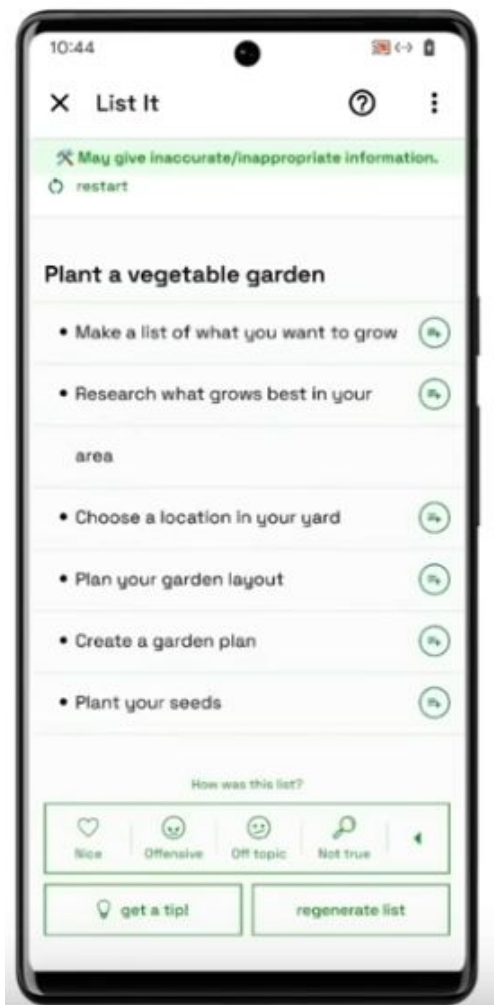 10:44
List It
May give inaccurate/inappropriate information.
restart
Plant a vegetable garden
• Make a list of what you want to grow
• Research what grows best in your
area
• Choose a location in your yard
• Plan your garden layout
• Create a garden plan
• Plant your seeds
How was this list?
Nice Offensive Off topic Not true
get a tip! regenerate list